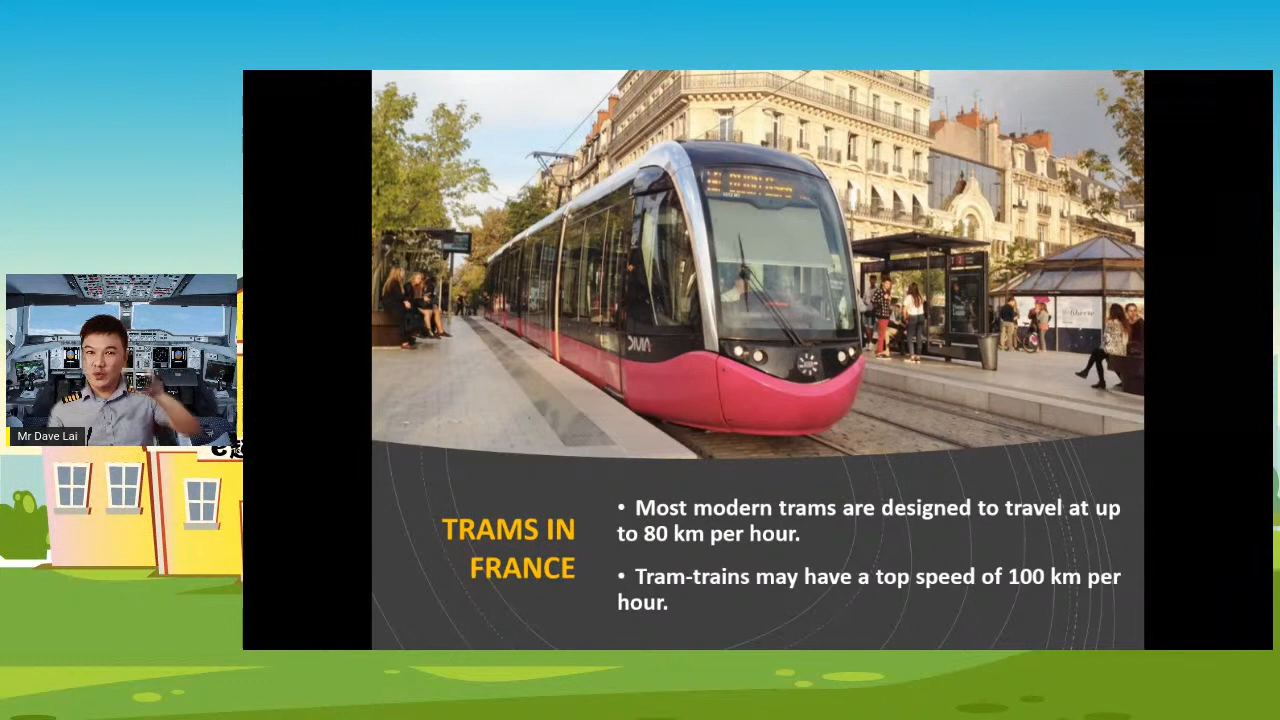 DIVIA
Mr Dave Lai
TRAMS IN
FRANCE
• Most modern trams are designed to travel at up
to 80 km per hour.
• Tram-trains may have a top speed of 100 km per
hour.